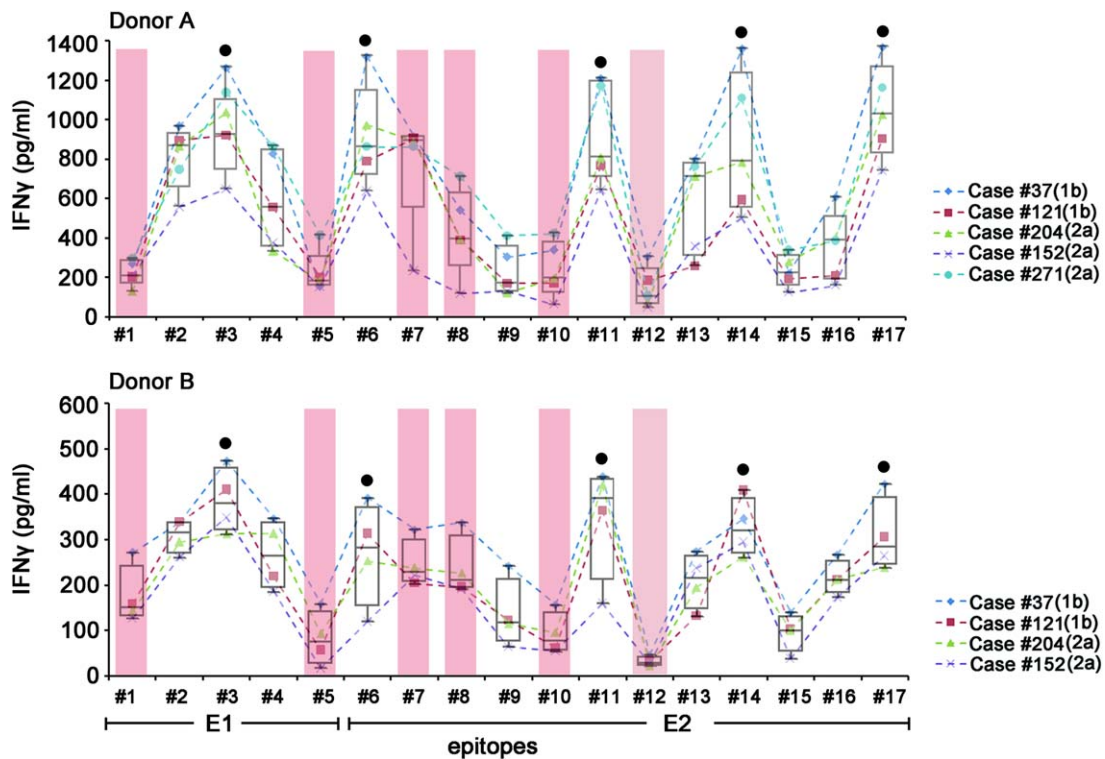 Donor A
IFNγ (pg/ml)
1400
1200
1000
800
600
400
200
0
#1 #2 #3 #4 #5 #6 #7 #8 #9 #10 #11 #12 #13 #14 #15 #16 #17
Case #37(1b)
Case #121(1b)
Case #204(2a)
Case #152(2a)
Case #271(2a)
Donor B
IFNγ (pg/ml)
600
500
400
300
200
100
0
#1 #2 #3 #4 #5 #6 #7 #8 #9 #10 #11 #12 #13 #14 #15 #16 #17
Case #37(1b)
Case #121(1b)
Case #204(2a)
Case #152(2a)
E1 E2
epitopes